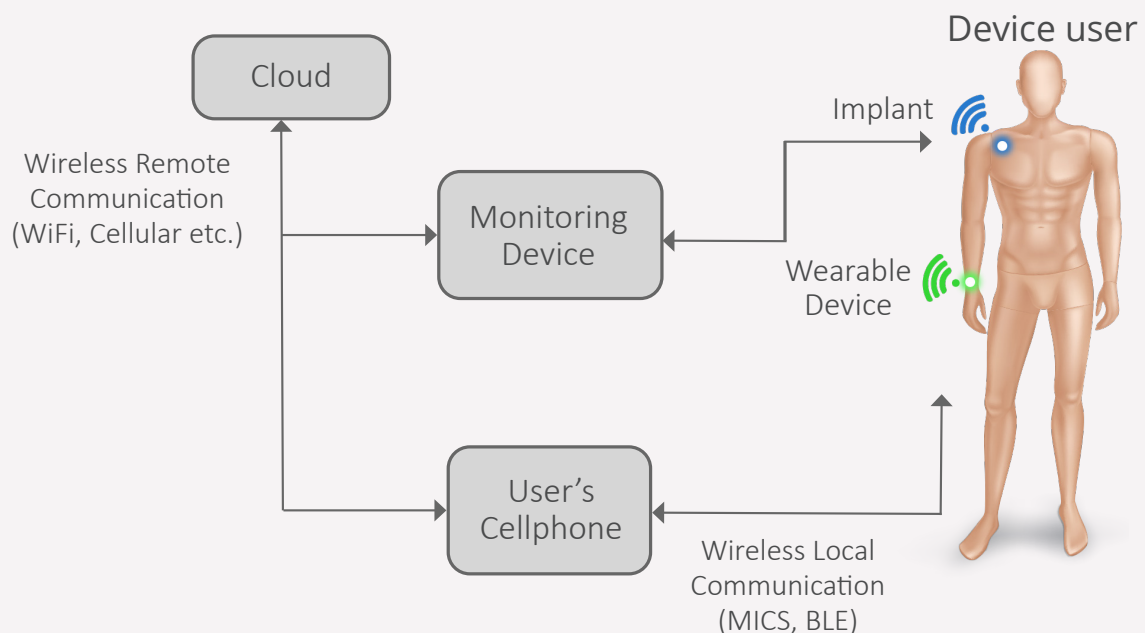 Device user
Cloud
Implant
Wireless Remote
Communication
(WiFi, Cellular etc.)
Monitoring
Device
Wearable
Device
User’s
Cellphone
Wireless Local
Communication
(MICS, BLE)